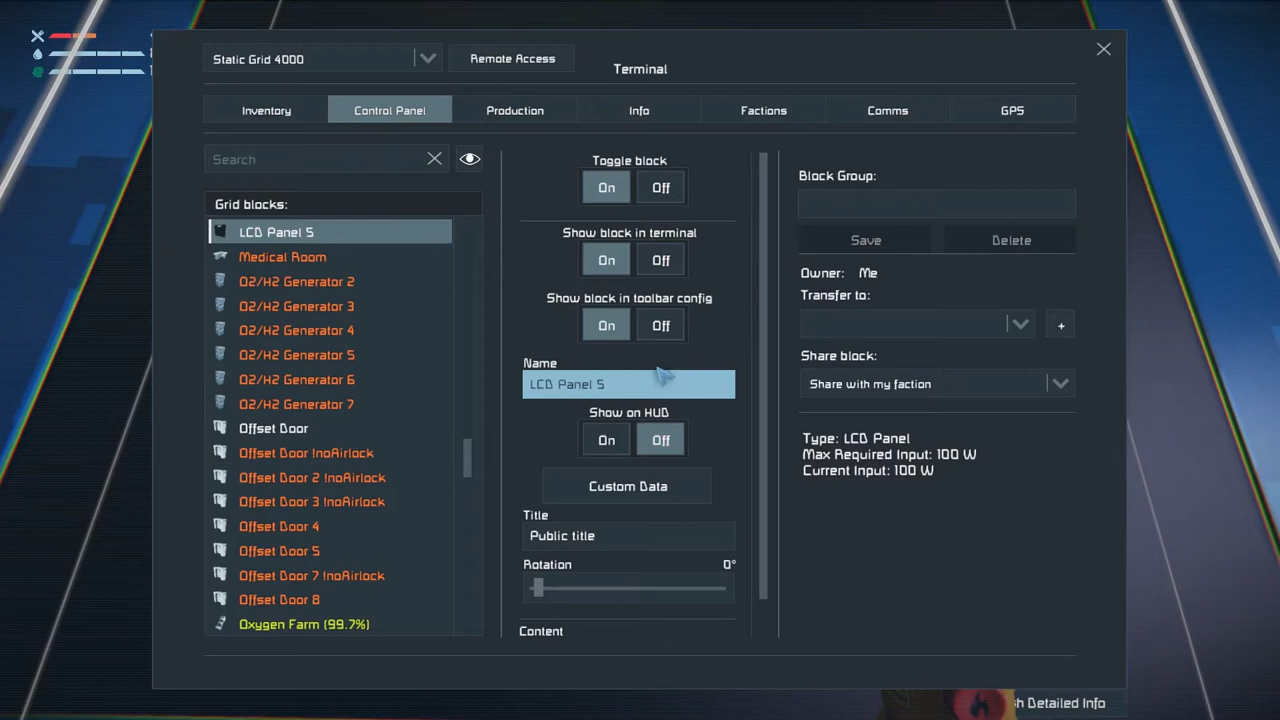 Static Grid 4000
Remote Access
Terminal
Inventory
Control Panel
Production
Info
Factions
Comms
GPS
Search
Grid blocks:
LCD Panel 5
Medical Room
O2/H2 Generator 2
O2/H2 Generator 3
O2/H2 Generator 4
O2/H2 Generator 5
O2/H2 Generator 6
O2/H2 Generator 7
Offset Door
Offset Door !noAirlock
Offset Door 2 !noAirlock
Offset Door 3 !noAirlock
Offset Door 4
Offset Door 5
Offset Door 7 !noAirlock
Offset Door 8
Oxygen Farm (99.7%)
Toggle block
On Off
Show block in terminal
On Off
Show block in toolbar config
On Off
Name
LCD Panel 5
Show on HUD
On Off
Custom Data
Title
Public title
Rotation 0°
Content
Block Group:
Save Delete
Owner: Me
Transfer to:
+
Share block:
Share with my faction
Type: LCD Panel
Max Required Input: 100 W
Current Input: 100 W
Detailed Info